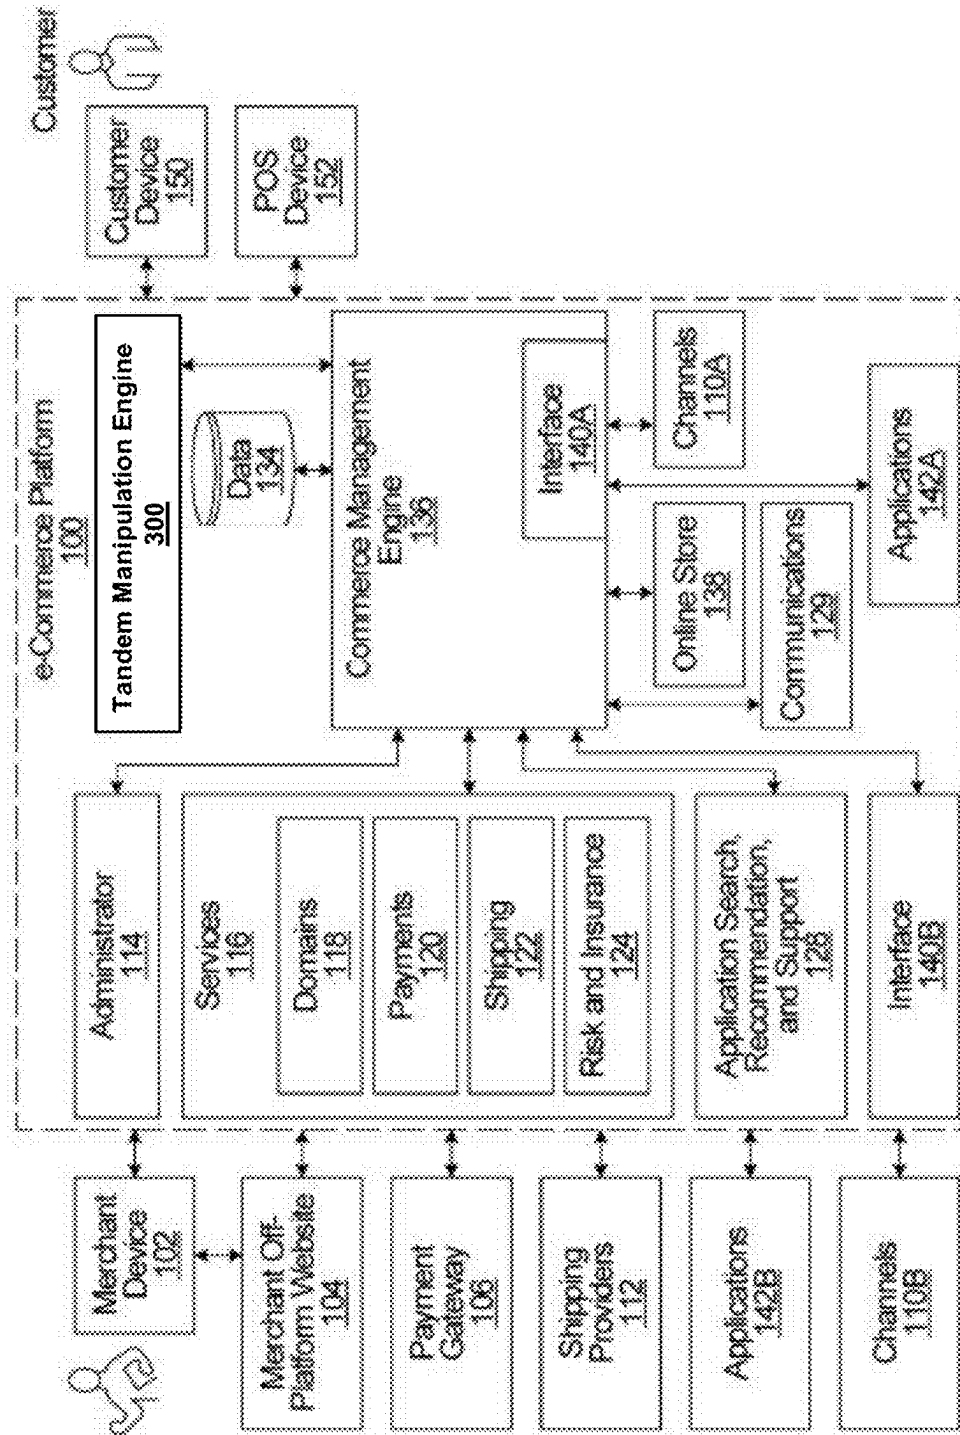 Customer
e-Commerce Platform
100
Merchant
Device
102
Merchant Off-
Platform Website
104
Payment
Gateway
106
Shipping
Providers
112
Applications
142B
Channels
110B
Administrator
114
Services
116
Domains
118
Payments
120
Shipping
122
Risk and Insurance
124
Application Search,
Recommendation,
and Support
128
Interface
140B
Tandem Manipulation Engine
300
Data
134
Commerce Management
Engine
136
Interface
140A
Online Store
138
Channels
110A
Communications
129
Applications
142A
Customer
Device
150
POS
Device
152